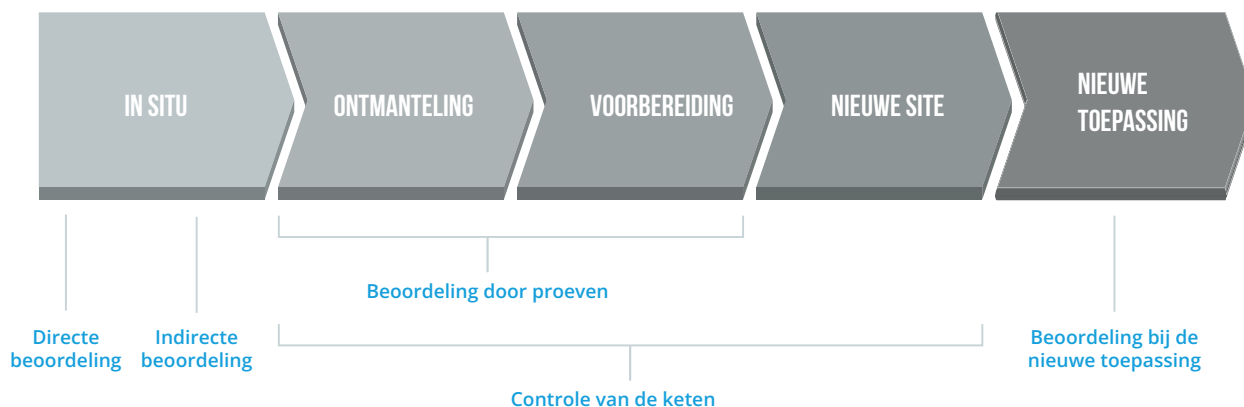 IN SITU
ONTMANTELING
VOORBEREIDING
NIEUWE SITE
NIEUWE
TOEPASSING
Beoordeling door proeven
Directe
beoordeling
Indirecte
beoordeling
Beoordeling bij de
nieuwe toepassing
Controle van de keten